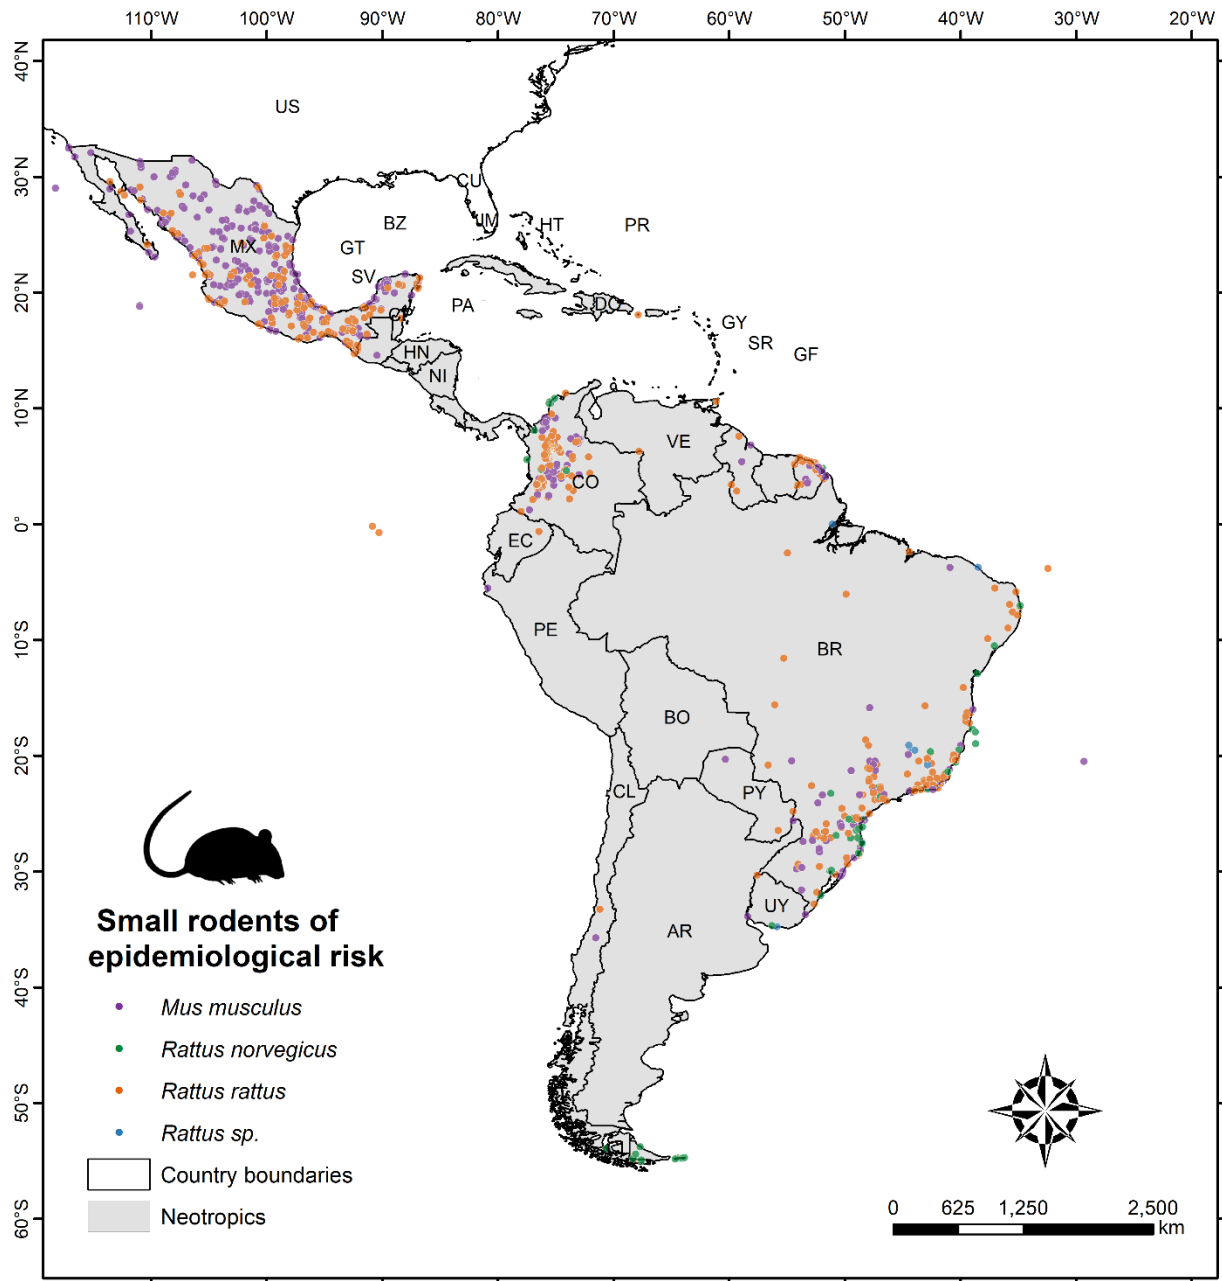 110°W 100°W 90°W 80°W 70°W 60°W 50°W 40°W 30°W 20°W
40°N
US
30°N
CU
JM
HT
PR
BZ
GT
MX
SV
20°N
PA
DO
GY
SR
GF
HN
NI
10°N
VE
CO
0°
EC
PE
BR
10°S
BO
20°S
CL
PY
30°S
UY
AR
Small rodents of
epidemiological risk
Mus musculus
40°S
Rattus norvegicus
Rattus rattus
50°S
Rattus sp.
Country boundaries
Neotropics
60°S
0 625 1,250 2,500
km